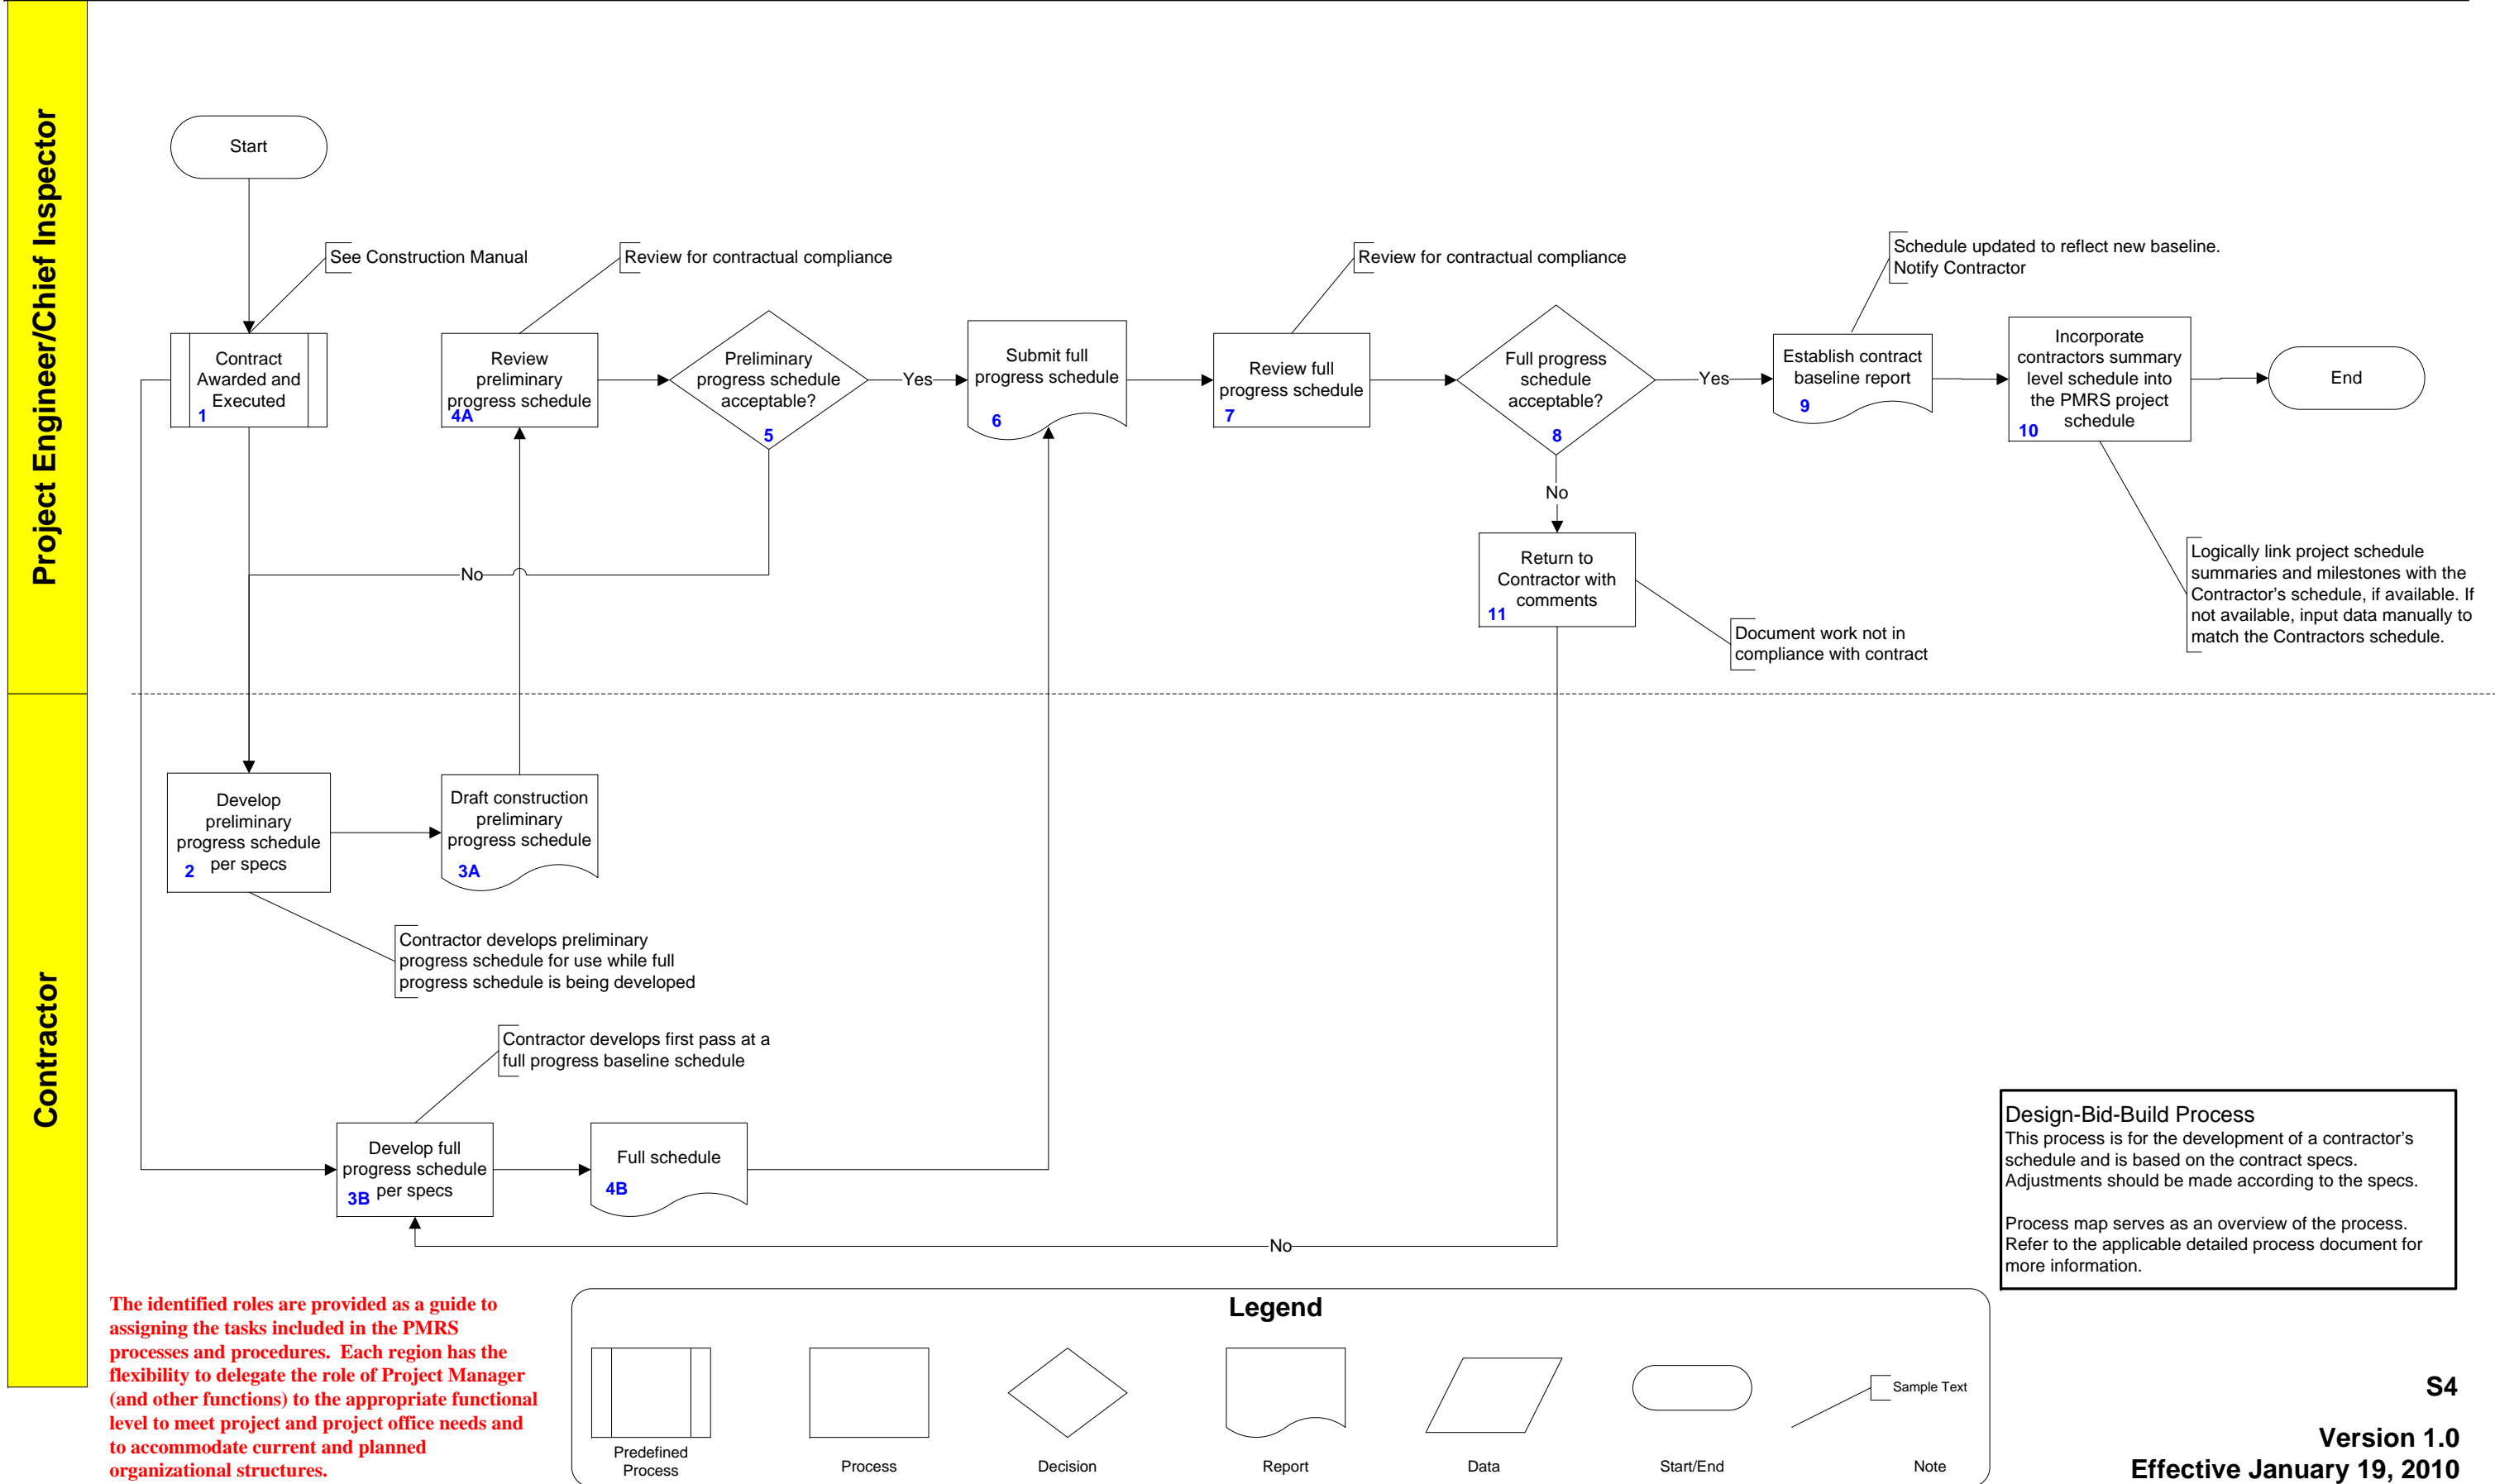 Project Engineer/Chief Inspector
Start
See Construction Manual
Contract
Awarded and
Executed
1
Review for contractual compliance
Review
preliminary
progress schedule
4A
Preliminary
progress schedule
acceptable?
5
Yes
No
Submit full
progress schedule
6
Review for contractual compliance
Review full
progress schedule
7
Full progress
schedule
acceptable?
8
Yes
No
Schedule updated to reflect new baseline.
Notify Contractor
Establish contract
baseline report
9
Incorporate
contractors summary
level schedule into
the PMRS project
schedule
10
End
Return to
Contractor with
comments
11
Document work not in
compliance with contract
Logically link project schedule
summaries and milestones with the
Contractor's schedule, if available. If
not available, input data manually to
match the Contractors schedule.
Contractor
Develop
preliminary
progress schedule
per specs
2
Draft construction
preliminary
progress schedule
3A
Contractor develops preliminary
progress schedule for use while full
progress schedule is being developed
Contractor develops first pass at a
full progress baseline schedule
Develop full
progress schedule
per specs
3B
Full schedule
4B
No
Design-Bid-Build Process
This process is for the development of a contractor's
schedule and is based on the contract specs.
Adjustments should be made according to the specs.
Process map serves as an overview of the process.
Refer to the applicable detailed process document for
more information.
The identified roles are provided as a guide to
assigning the tasks included in the PMRS
processes and procedures.  Each region has the
flexibility to delegate the role of Project Manager
(and other functions) to the appropriate functional
level to meet project and project office needs and
to accommodate current and planned
organizational structures.
Legend
Predefined
Process
Process
Decision
Report
Data
Start/End
Sample Text
Note
S4
Version 1.0
Effective January 19, 2010